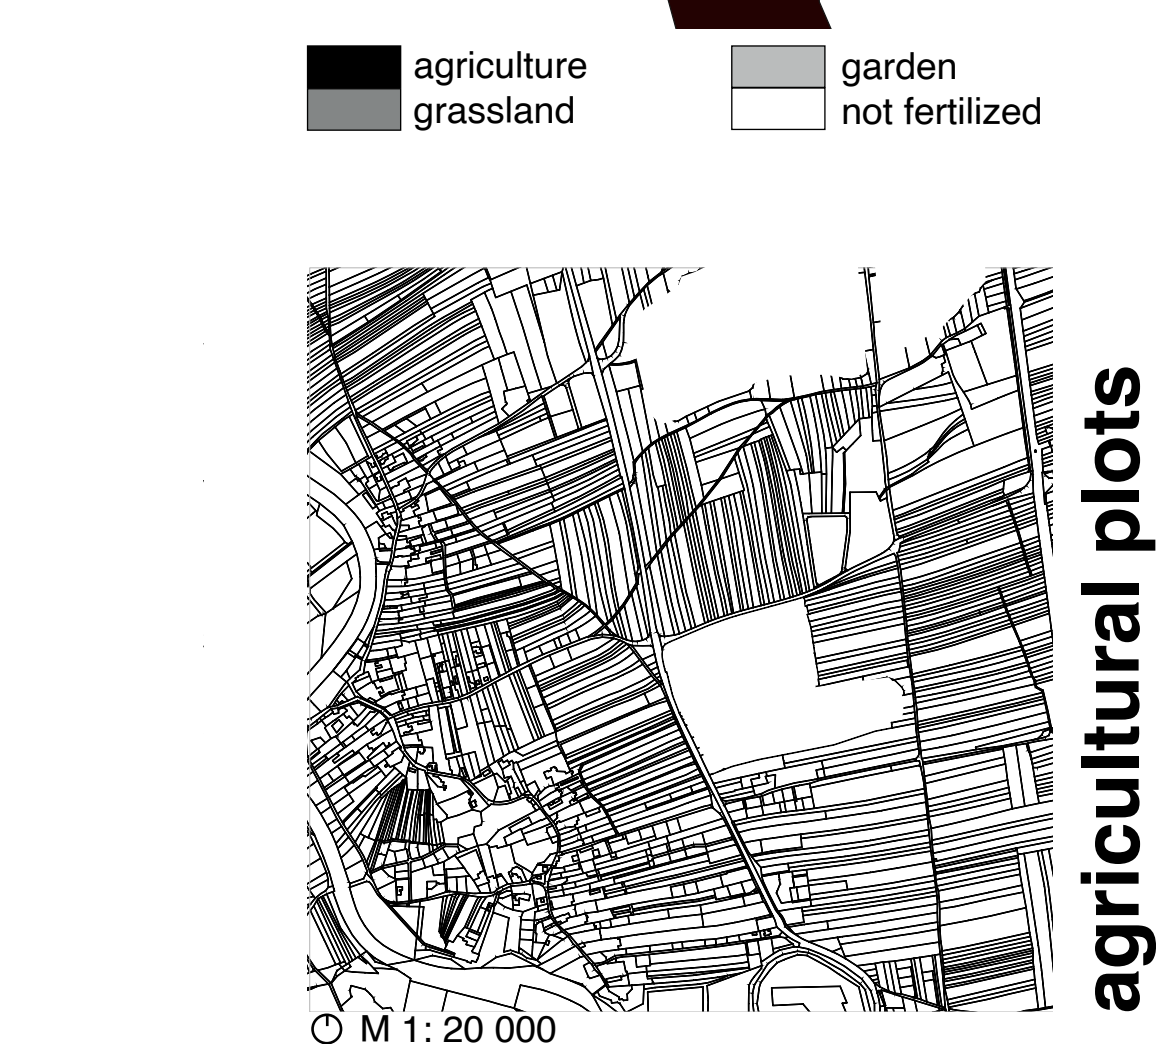 agriculture
grassland
garden
not fertilized
agricultural plots
M 1: 20 000